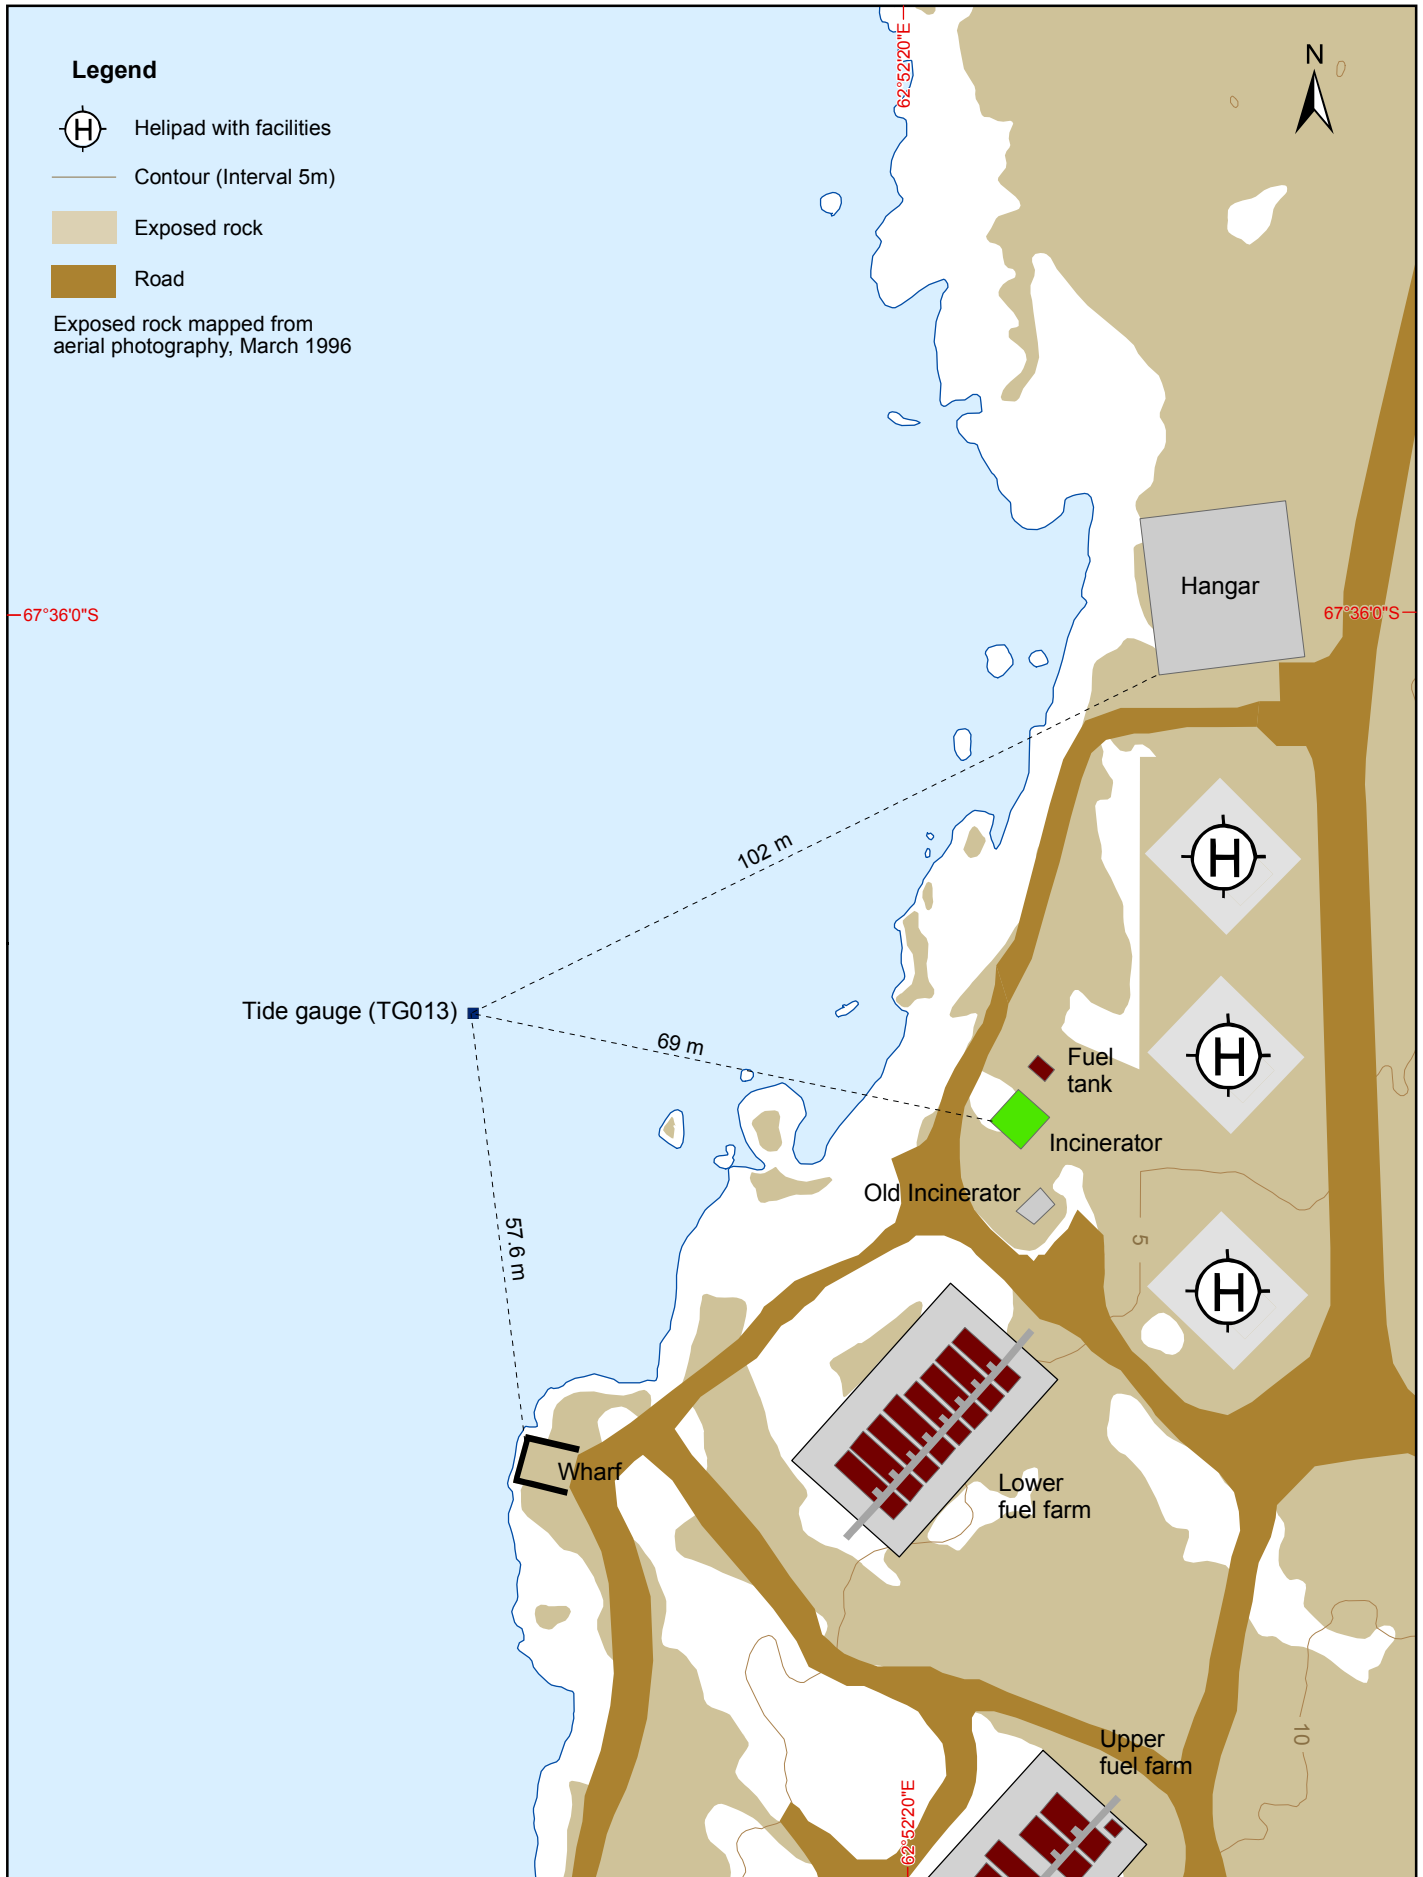 62°52'20"E
Legend
N
H
Helipad with facilities
Contour (Interval 5m)
Exposed rock
Road
Exposed rock mapped from
aerial photography, March 1996
Hangar
67°36'0"S
67°36'0"S
102 m
H
Tide gauge (TG013)
69 m
H
Fuel
tank
Incinerator
Old Incinerator
5
57.6 m
H
Wharf
Lower
fuel farm
10
Upper
fuel farm
62°52'20"E